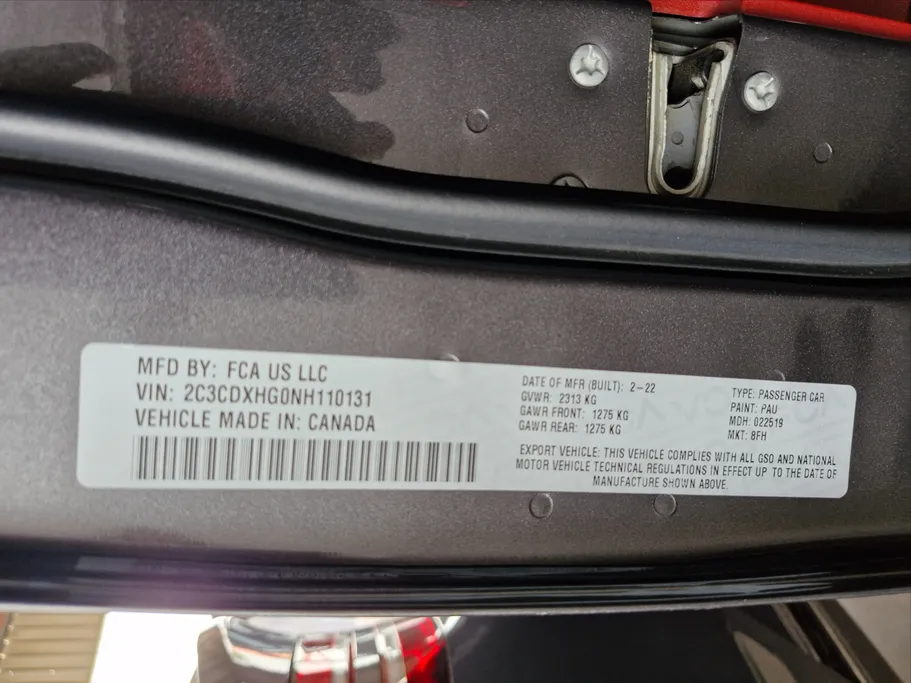 MFD BY: FCA US LLC
VIN: 2C3CDXHG0NH110131
VEHICLE MADE IN: CANADA
DATE OF MFR (BUILT): 2-22
GVWR: 2313 KG
GAWR FRONT: 1275 KG
GAWR REAR: 1275 KG
TYPE: PASSENGER CAR
PAINT: PAU
MDH: 022519
MKT: 8FH
EXPORT VEHICLE: THIS VEHICLE COMPLIES WITH ALL GSO AND NATIONAL
MOTOR VEHICLE TECHNICAL REGULATIONS IN EFFECT UP TO THE DATE OF
MANUFACTURE SHOWN ABOVE.